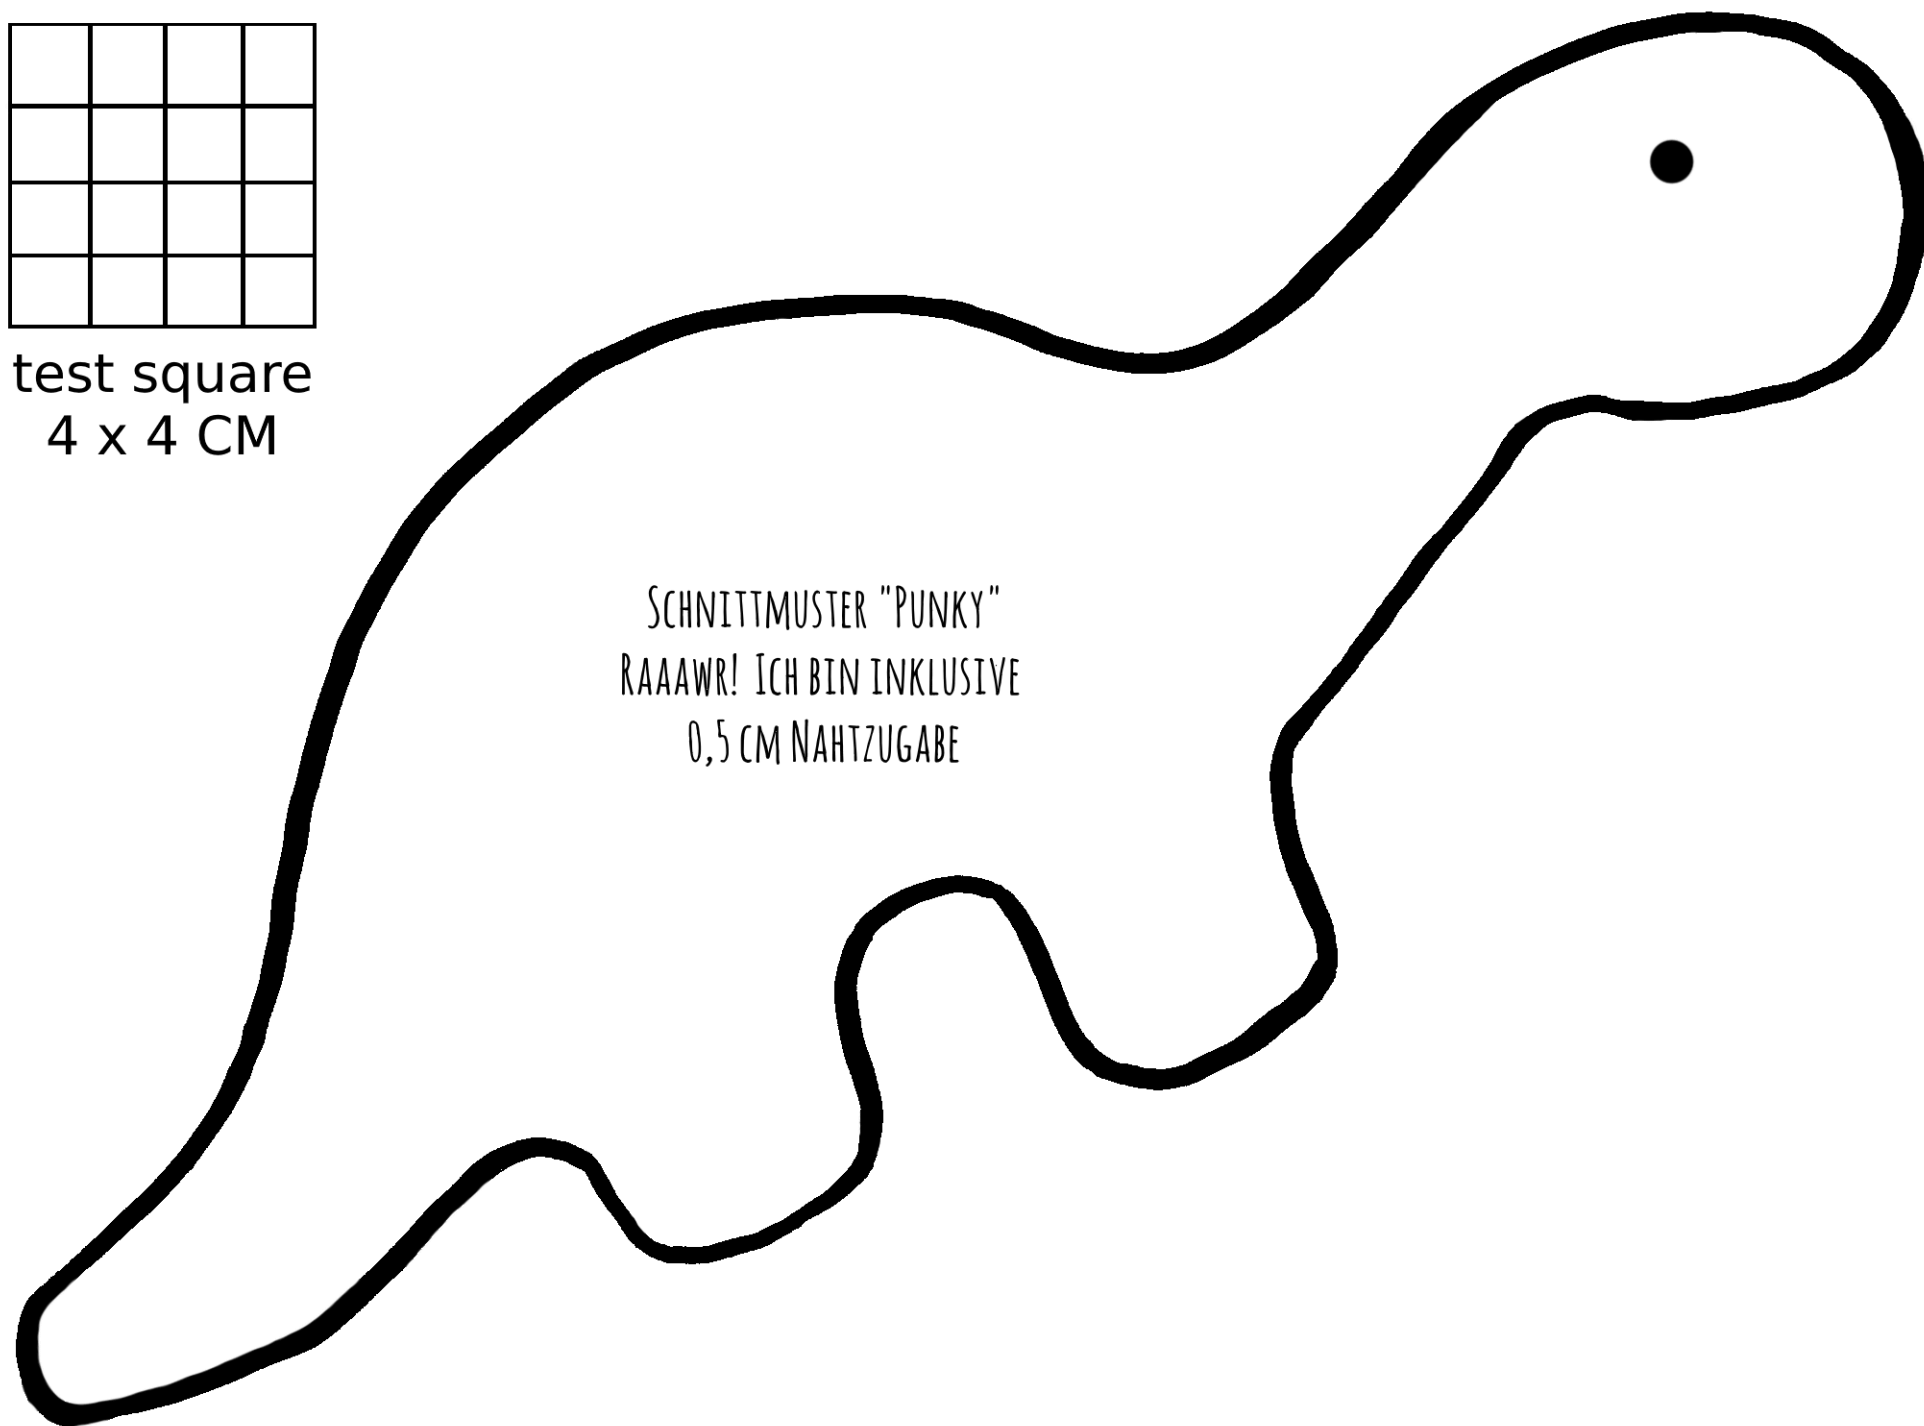 test square
4 x 4 CM
Schnittmuster "Punky"
Raaawr! Ich bin inklusive
0,5 cm Nahtzugabe